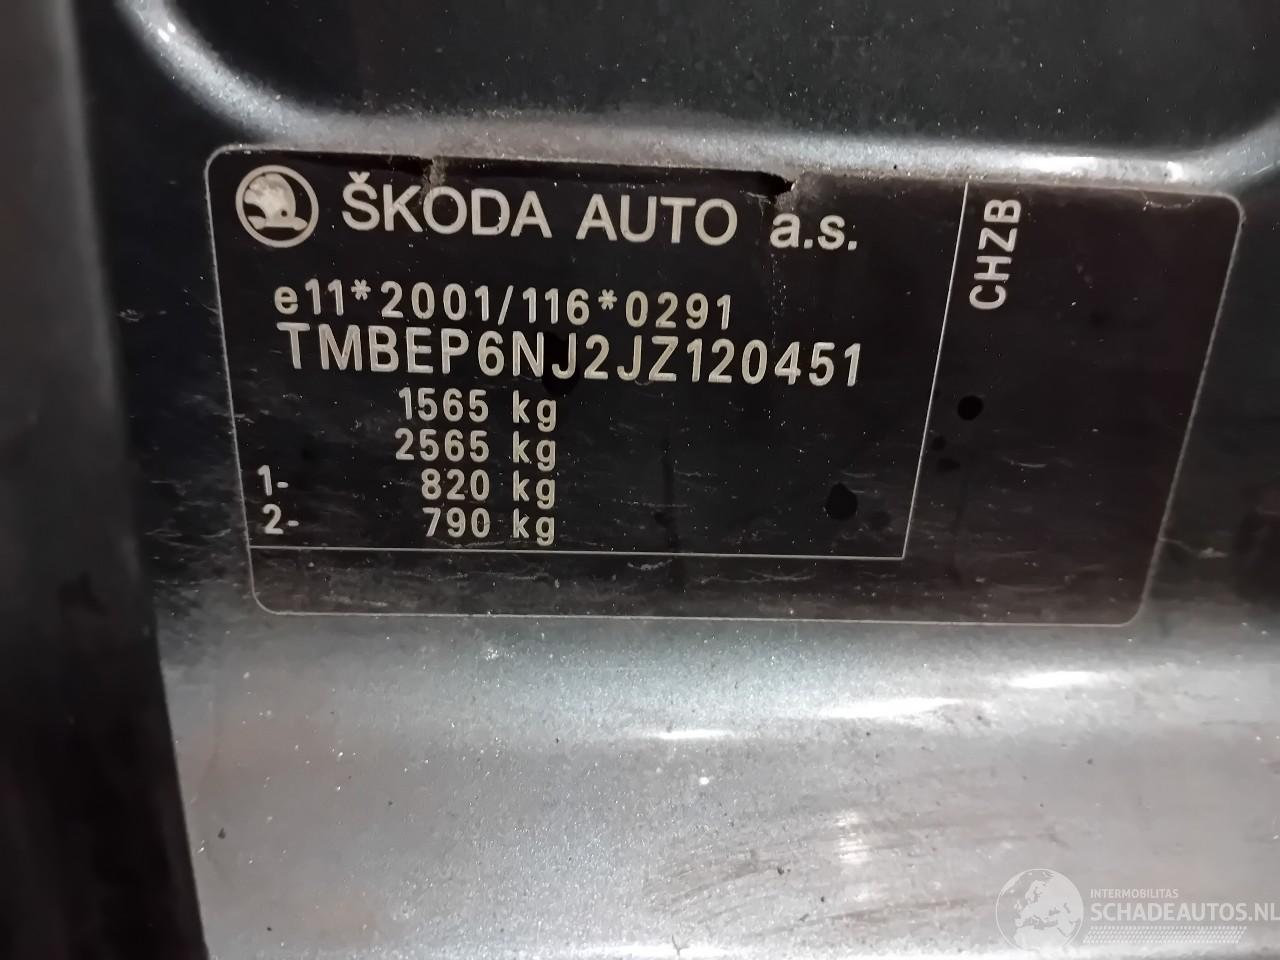 ŠKODA AUTO a.s.
e11*2001/116*0291
TMBEP6NJ2JZ120451
1565 kg
2565 kg
1- 820 kg
2- 790 kg
CHZB
INTERMOBILITAS
SCHADEAUTOS.NL